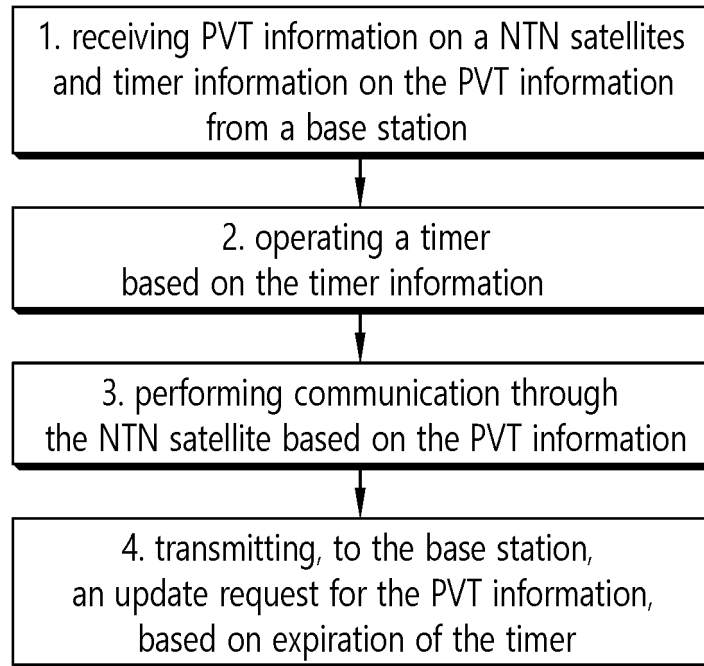 1. receiving PVT information on a NTN satellites
and timer information on the PVT information
from a base station
2. operating a timer
based on the timer information
3. performing communication through
the NTN satellite based on the PVT information
4. transmitting, to the base station,
an update request for the PVT information,
based on expiration of the timer